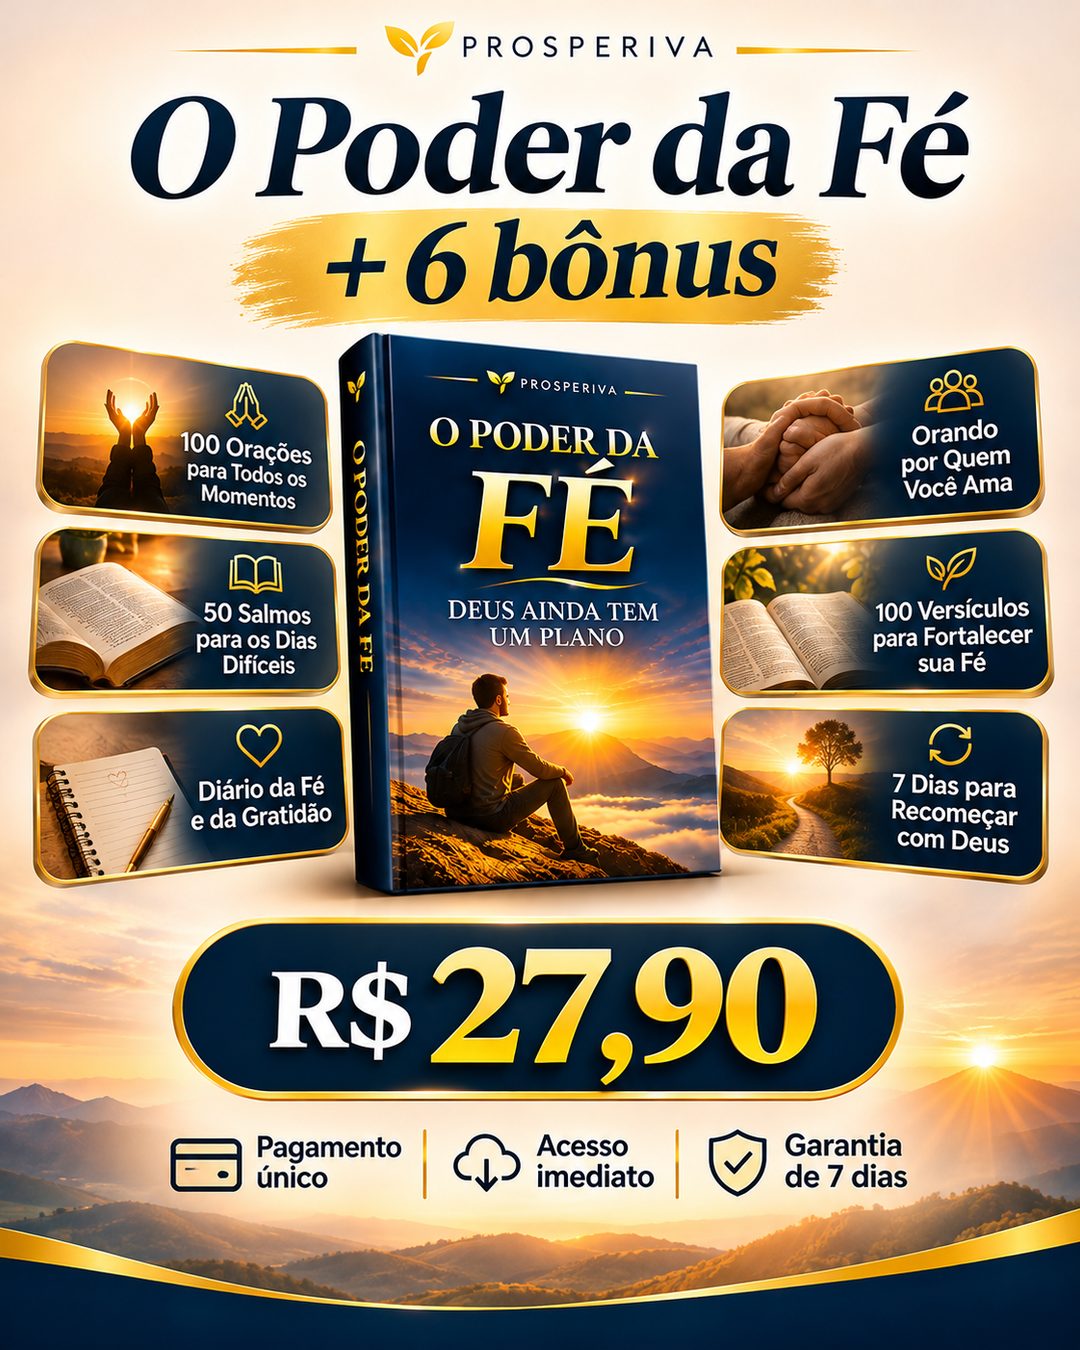 PROSPERIVA
O Poder da Fé
+ 6 bônus
100 Orações
para Todos os
Momentos
50 Salmos
para os Dias
Difíceis
Diário da Fé
e da Gratidão
O PODER DA FÉ
PROSPERIVA
O PODER DA
FÉ
DEUS AINDA TEM
UM PLANO
Orando
por Quem
Você Ama
100 Versículos
para Fortalecer
sua Fé
7 Dias para
Recomeçar
com Deus
R$ 27,90
Pagamento
único
Acesso
imediato
Garantia
de 7 dias